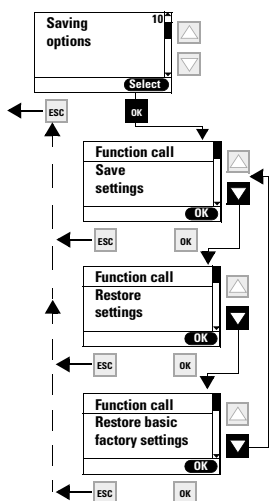 Saving 10
options
Select
ESC OK
Function call
Save
settings
OK
ESC OK
Function call
Restore
settings
OK
ESC OK
Function call
Restore basic
factory settings
OK
ESC OK